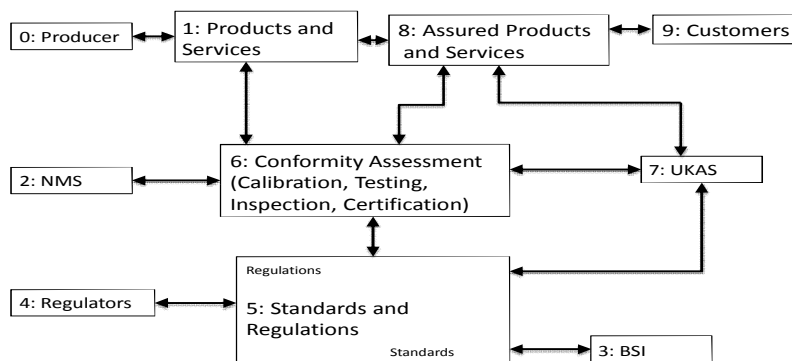 0: Producer
1: Products and
Services
8: Assured Products
and Services
9: Customers
2: NMS
6: Conformity Assessment
(Calibration, Testing,
Inspection, Certification)
7: UKAS
4: Regulators
Regulations
5: Standards and
Regulations
Standards
3: BSI